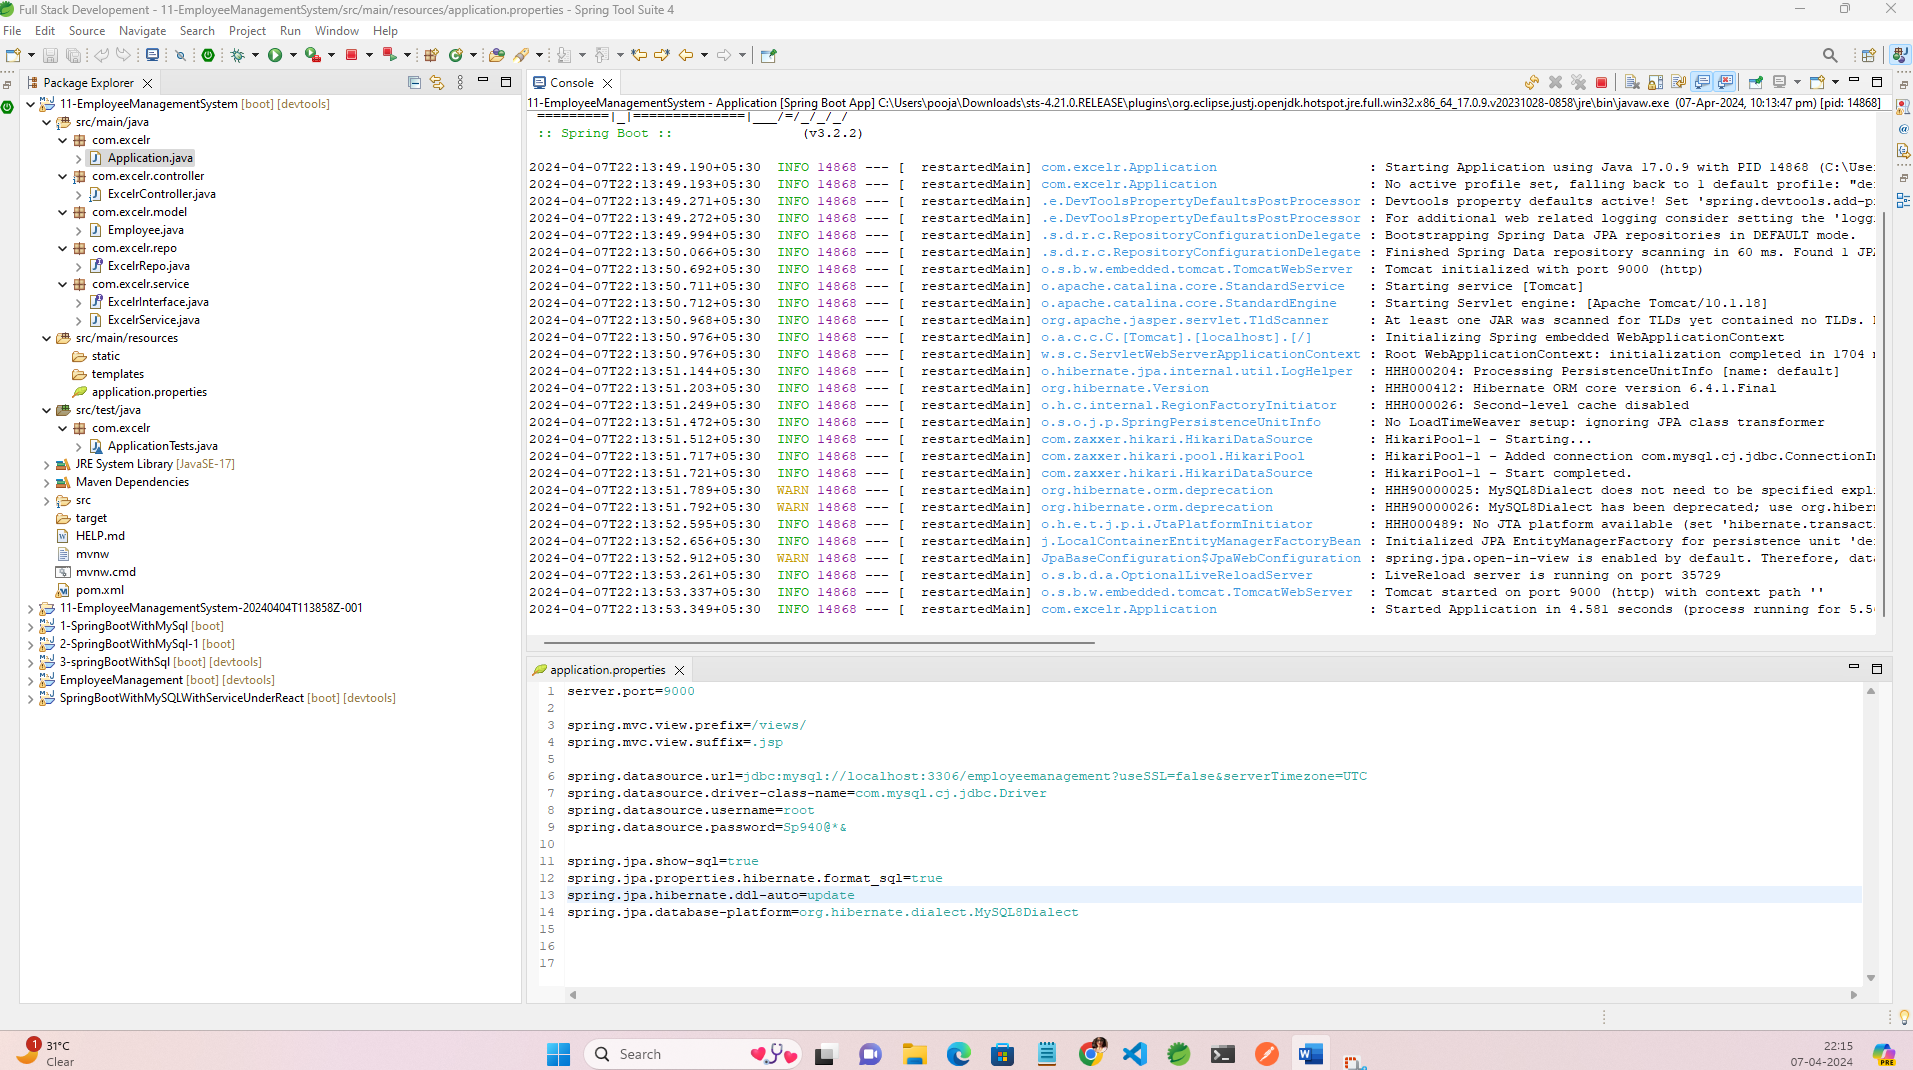 Full Stack Developement - 11-EmployeeManagementSystem/src/main/resources/application.properties - Spring Tool Suite 4
File Edit Source Navigate Search Project Run Window Help
Package Explorer
11-EmployeeManagementSystem [boot] [devtools]
src/main/java
com.excelr
Application.java
com.excelr.controller
ExcelrController.java
com.excelr.model
Employee.java
com.excelr.repo
ExcelrRepo.java
com.excelr.service
ExcelrInterface.java
ExcelrService.java
src/main/resources
static
templates
application.properties
src/test/java
com.excelr
ApplicationTests.java
JRE System Library [JavaSE-17]
Maven Dependencies
src
target
HELP.md
mvnw
mvnw.cmd
pom.xml
11-EmployeeManagementSystem-20240404T113858Z-001
1-SpringBootWithMySql [boot]
2-SpringBootWithMySql-1 [boot]
3-springBootWithSql [boot] [devtools]
EmployeeManagement [boot] [devtools]
SpringBootWithMySQLWithServiceUnderReact [boot] [devtools]
Console
11-EmployeeManagementSystem - Application [Spring Boot App] C:\Users\pooja\Downloads\sts-4.21.0.RELEASE\plugins\org.eclipse.justj.openjdk.hotspot.jre.full.win32.x86_64_17.0.9.v20231028-0858\jre\bin\javaw.exe (07-Apr-2024, 10:13:47 pm) [pid: 14868]
=========|_|==============|___/=/_/_/_/
:: Spring Boot :: (v3.2.2)
2024-04-07T22:13:49.190+05:30 INFO 14868 --- [ restartedMain] com.excelr.Application : Starting Application using Java 17.0.9 with PID 14868 (C:\Use
2024-04-07T22:13:49.193+05:30 INFO 14868 --- [ restartedMain] com.excelr.Application : No active profile set, falling back to 1 default profile: "de
2024-04-07T22:13:49.271+05:30 INFO 14868 --- [ restartedMain] .e.DevToolsPropertyDefaultsPostProcessor : Devtools property defaults active! Set 'spring.devtools.add-p
2024-04-07T22:13:49.272+05:30 INFO 14868 --- [ restartedMain] .e.DevToolsPropertyDefaultsPostProcessor : For additional web related logging consider setting the 'logg
2024-04-07T22:13:49.994+05:30 INFO 14868 --- [ restartedMain] .s.d.r.c.RepositoryConfigurationDelegate : Bootstrapping Spring Data JPA repositories in DEFAULT mode.
2024-04-07T22:13:50.066+05:30 INFO 14868 --- [ restartedMain] .s.d.r.c.RepositoryConfigurationDelegate : Finished Spring Data repository scanning in 60 ms. Found 1 JP
2024-04-07T22:13:50.692+05:30 INFO 14868 --- [ restartedMain] o.s.b.w.embedded.tomcat.TomcatWebServer : Tomcat initialized with port 9000 (http)
2024-04-07T22:13:50.711+05:30 INFO 14868 --- [ restartedMain] o.apache.catalina.core.StandardService : Starting service [Tomcat]
2024-04-07T22:13:50.712+05:30 INFO 14868 --- [ restartedMain] o.apache.catalina.core.StandardEngine : Starting Servlet engine: [Apache Tomcat/10.1.18]
2024-04-07T22:13:50.968+05:30 INFO 14868 --- [ restartedMain] org.apache.jasper.servlet.TldScanner : At least one JAR was scanned for TLDs yet contained no TLDs.
2024-04-07T22:13:50.976+05:30 INFO 14868 --- [ restartedMain] o.a.c.c.C.[Tomcat].[localhost].[/] : Initializing Spring embedded WebApplicationContext
2024-04-07T22:13:50.976+05:30 INFO 14868 --- [ restartedMain] w.s.c.ServletWebServerApplicationContext : Root WebApplicationContext: initialization completed in 1704
2024-04-07T22:13:51.144+05:30 INFO 14868 --- [ restartedMain] o.hibernate.jpa.internal.util.LogHelper : HHH000204: Processing PersistenceUnitInfo [name: default]
2024-04-07T22:13:51.203+05:30 INFO 14868 --- [ restartedMain] org.hibernate.Version : HHH000412: Hibernate ORM core version 6.4.1.Final
2024-04-07T22:13:51.249+05:30 INFO 14868 --- [ restartedMain] o.h.c.internal.RegionFactoryInitiator : HHH000026: Second-level cache disabled
2024-04-07T22:13:51.472+05:30 INFO 14868 --- [ restartedMain] o.s.o.j.p.SpringPersistenceUnitInfo : No LoadTimeWeaver setup: ignoring JPA class transformer
2024-04-07T22:13:51.512+05:30 INFO 14868 --- [ restartedMain] com.zaxxer.hikari.HikariDataSource : HikariPool-1 - Starting...
2024-04-07T22:13:51.717+05:30 INFO 14868 --- [ restartedMain] com.zaxxer.hikari.pool.HikariPool : HikariPool-1 - Added connection com.mysql.cj.jdbc.ConnectionI
2024-04-07T22:13:51.721+05:30 INFO 14868 --- [ restartedMain] com.zaxxer.hikari.HikariDataSource : HikariPool-1 - Start completed.
2024-04-07T22:13:51.789+05:30 WARN 14868 --- [ restartedMain] org.hibernate.orm.deprecation : HHH90000025: MySQL8Dialect does not need to be specified expl
2024-04-07T22:13:51.792+05:30 WARN 14868 --- [ restartedMain] org.hibernate.orm.deprecation : HHH90000026: MySQL8Dialect has been deprecated; use org.hiber
2024-04-07T22:13:52.595+05:30 INFO 14868 --- [ restartedMain] o.h.e.t.j.p.i.JtaPlatformInitiator : HHH000489: No JTA platform available (set 'hibernate.transact
2024-04-07T22:13:52.656+05:30 INFO 14868 --- [ restartedMain] j.LocalContainerEntityManagerFactoryBean : Initialized JPA EntityManagerFactory for persistence unit 'de
2024-04-07T22:13:52.912+05:30 WARN 14868 --- [ restartedMain] JpaBaseConfiguration$JpaWebConfiguration : spring.jpa.open-in-view is enabled by default. Therefore, dat
2024-04-07T22:13:53.261+05:30 INFO 14868 --- [ restartedMain] o.s.b.d.a.OptionalLiveReloadServer : LiveReload server is running on port 35729
2024-04-07T22:13:53.337+05:30 INFO 14868 --- [ restartedMain] o.s.b.w.embedded.tomcat.TomcatWebServer : Tomcat started on port 9000 (http) with context path ''
2024-04-07T22:13:53.349+05:30 INFO 14868 --- [ restartedMain] com.excelr.Application : Started Application in 4.581 seconds (process running for 5.5
application.properties
1 server.port=9000
2
3 spring.mvc.view.prefix=/views/
4 spring.mvc.view.suffix=.jsp
5
6 spring.datasource.url=jdbc:mysql://localhost:3306/employeemanagement?useSSL=false&serverTimezone=UTC
7 spring.datasource.driver-class-name=com.mysql.cj.jdbc.Driver
8 spring.datasource.username=root
9 spring.datasource.password=Sp940@*&
10
11 spring.jpa.show-sql=true
12 spring.jpa.properties.hibernate.format_sql=true
13 spring.jpa.hibernate.ddl-auto=update
14 spring.jpa.database-platform=org.hibernate.dialect.MySQL8Dialect
15
16
17
1
31°C
Clear
Search
22:15
07-04-2024
PRE